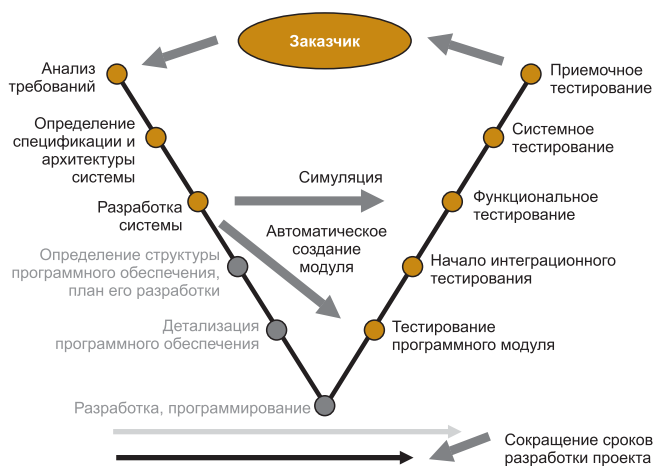 Заказчик
Анализ
требований
Определение
спецификации и
архитектуры
системы
Разработка
системы
Определение структуры
программного обеспечения,
план его разработки
Детализация
программного обеспечения
Разработка, программирование
Симуляция
Автоматическое
создание
модуля
Приемочное
тестирование
Системное
тестирование
Функциональное
тестирование
Начало интеграционного
тестирования
Тестирование
программного модуля
Сокращение сроков
разработки проекта